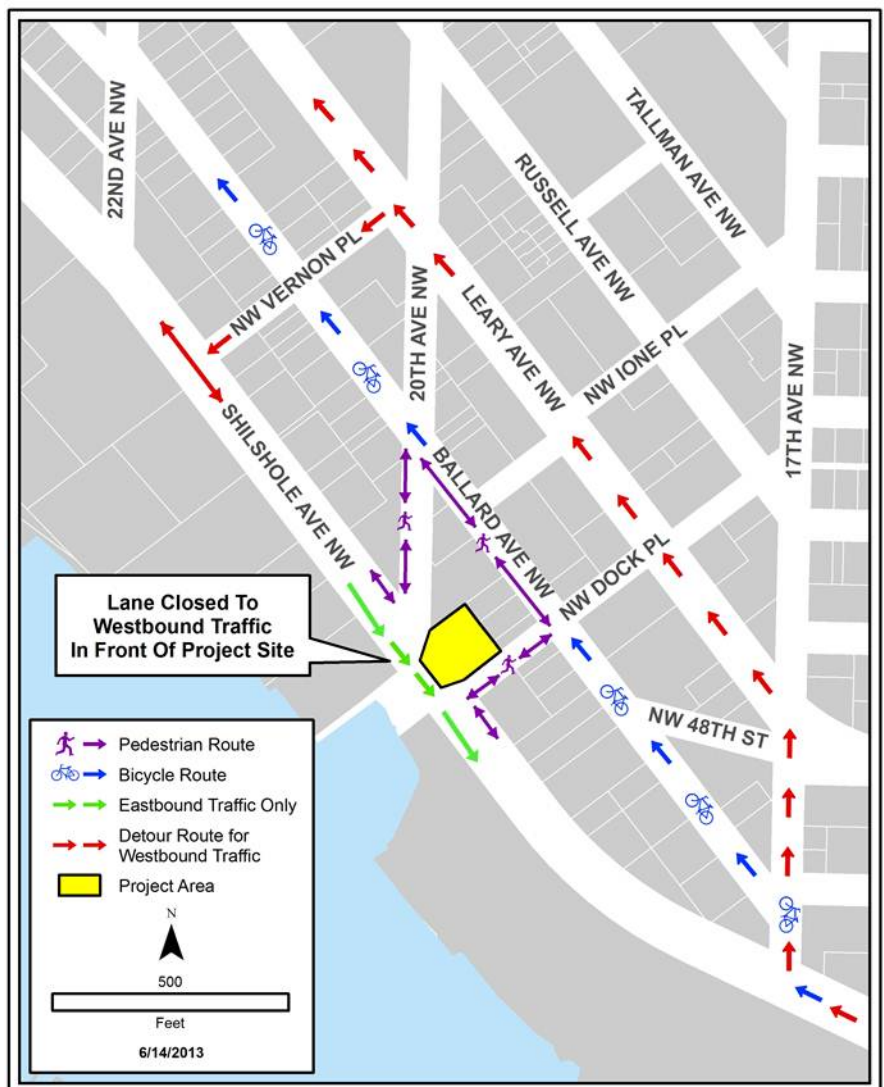 22ND AVE NW
TALLMAN AVE NW
RUSSELL AVE NW
NW VERNON PL
20TH AVE NW
LEARY AVE NW
NW IONE PL
17TH AVE NW
SHILSHOLE AVE NW
BALLARD AVE NW
NW DOCK PL
Lane Closed To
Westbound Traffic
In Front Of Project Site
NW 48TH ST
Pedestrian Route
Bicycle Route
Eastbound Traffic Only
Detour Route for
Westbound Traffic
Project Area
N
500
Feet
6/14/2013